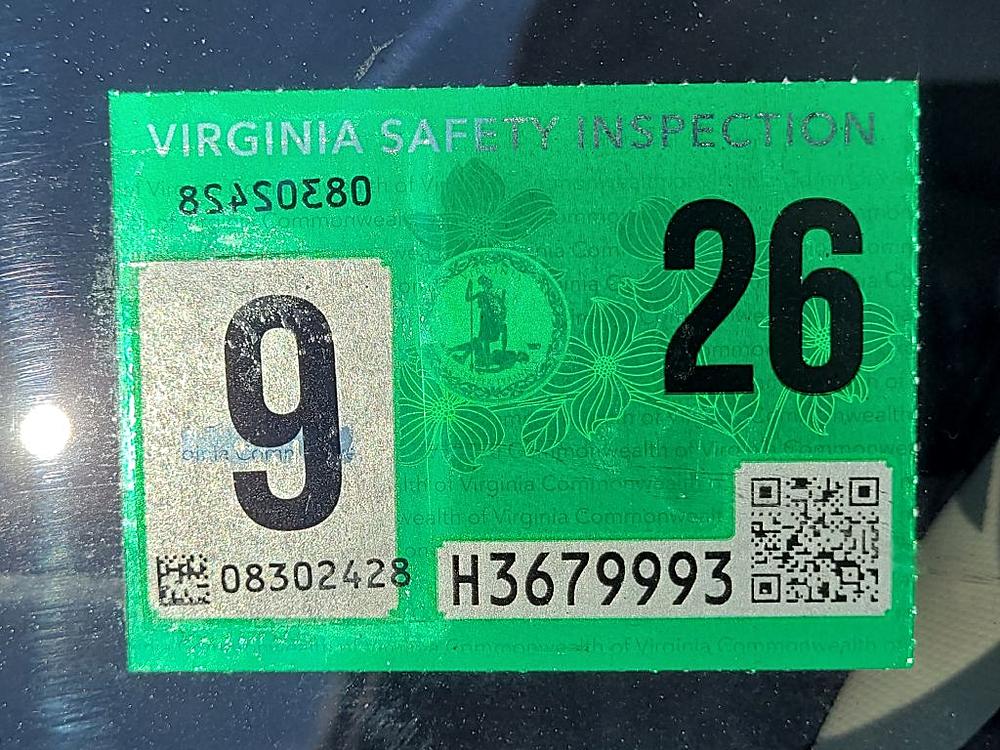 VIRGINIA SAFETY INSPECTION
08302428
26
9
08302428
H3679993